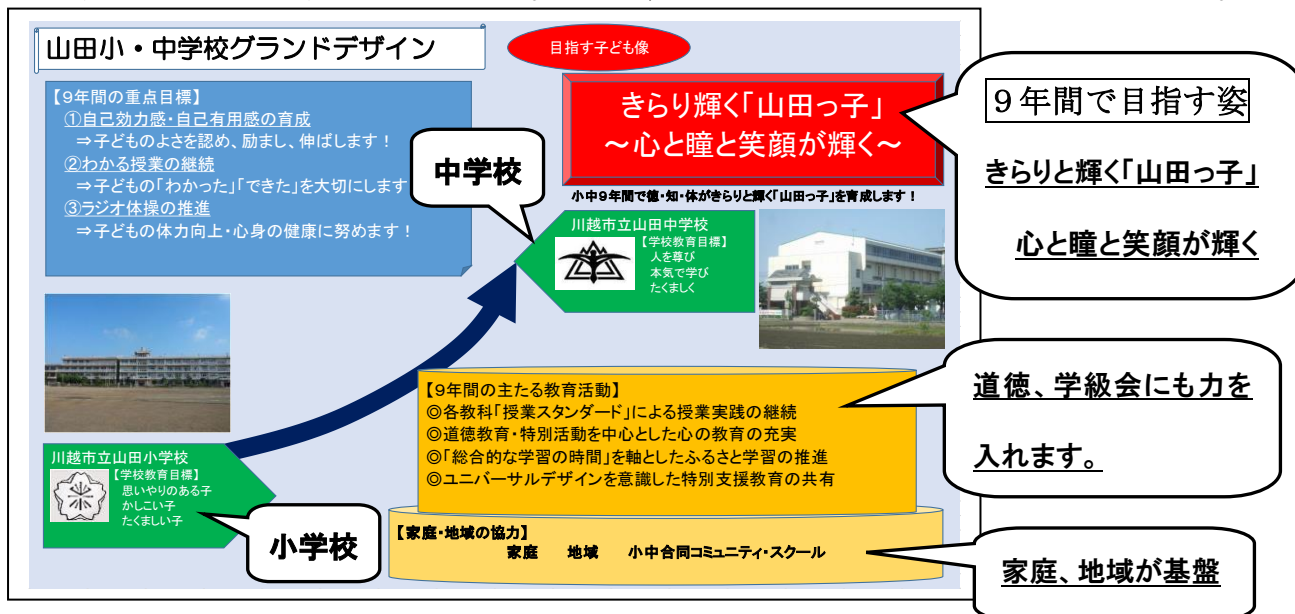 山田小・中学校グランドデザイン
目指す子ども像
【9年間の重点目標】
①自己効力感・自己有用感の育成
⇒子どものよさを認め、励まし、伸ばします！
②わかる授業の継続
⇒子どもの「わかった」「できた」を大切にします
③ラジオ体操の推進
⇒子どもの体力向上・心身の健康に努めます！
きらり輝く「山田っ子」
～心と瞳と笑顔が輝く～
小中９年間で徳・知・体がきらりと輝く「山田っ子」を育成します！
９年間で目指す姿
きらりと輝く「山田っ子」
心と瞳と笑顔が輝く
中学校
川越市立山田中学校
【学校教育目標】
人を尊び
本気で学び
たくましく
【9年間の主たる教育活動】
◎各教科「授業スタンダード」による授業実践の継続
◎道徳教育・特別活動を中心とした心の教育の充実
◎「総合的な学習の時間」を軸としたふるさと学習の推進
◎ユニバーサルデザインを意識した特別支援教育の共有
道徳、学級会にも力を
入れます。
川越市立山田小学校
【学校教育目標】
思いやりのある子
かしこい子
たくましい子
小学校
【家庭・地域の協力】
家庭　地域　小中合同コミュニティ・スクール
家庭、地域が基盤